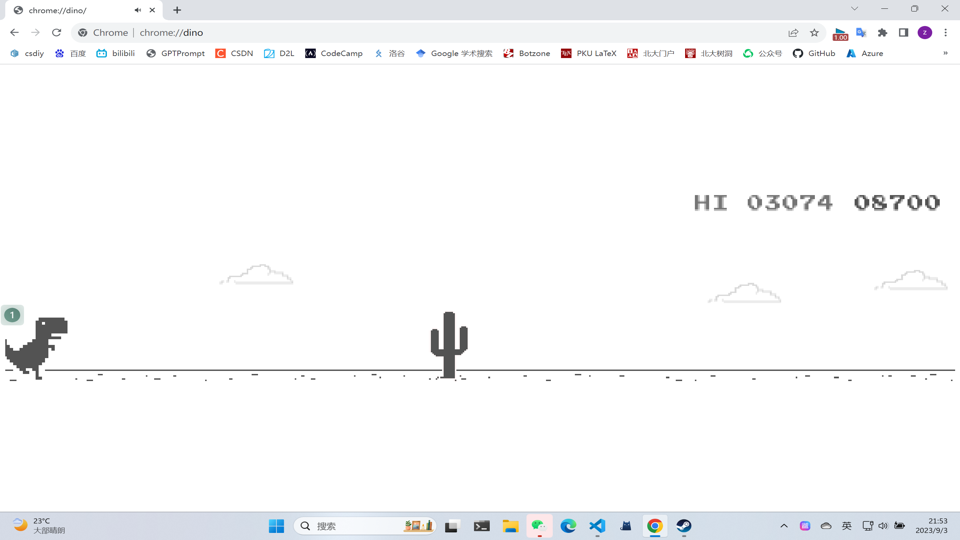 chrome://dino/
Chrome | chrome://dino
1.00
z
csdiy 百度 bilibili GPTPrompt CSDN D2L CodeCamp 洛谷 Google 学术搜索 Botzone PKU LaTeX 北大门户 北大树洞 公众号 GitHub Azure »
HI 03074 08700
1
23°C
大部晴朗
搜索
英
21:53
2023/9/3